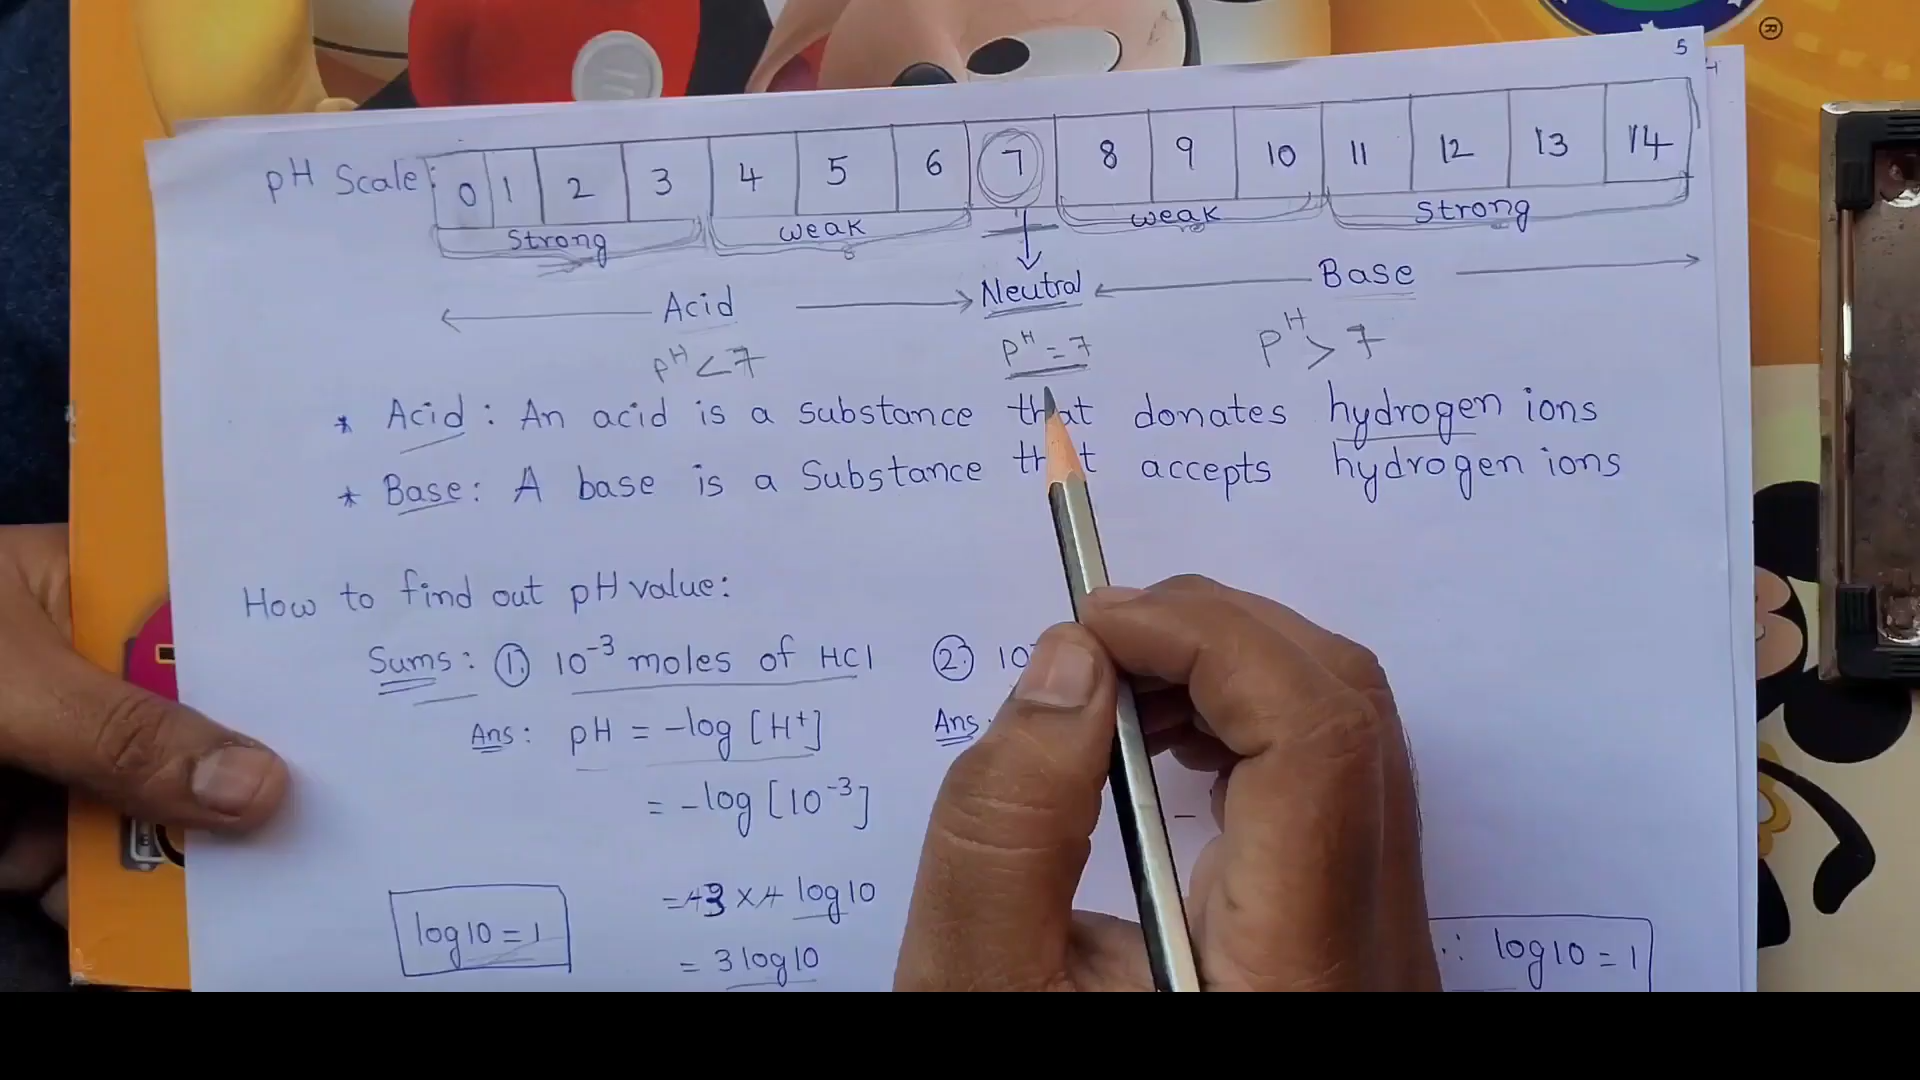 5
pH Scale: 0 1 2 3 4 5 6 7 8 9 10 11 12 13 14
Strong weak weak Strong
Acid Neutral Base
pH < 7 pH = 7 pH > 7
* Acid: An acid is a substance that donates hydrogen ions
* Base: A base is a Substance that accepts hydrogen ions
How to find out pH value:
Sums: ①. 10⁻³ moles of HCl ②. 10
Ans: pH = -log [H⁺] Ans:
= -log [10⁻³]
log 10
log10 = 1
= 3 log10
∴ log10 = 1
®